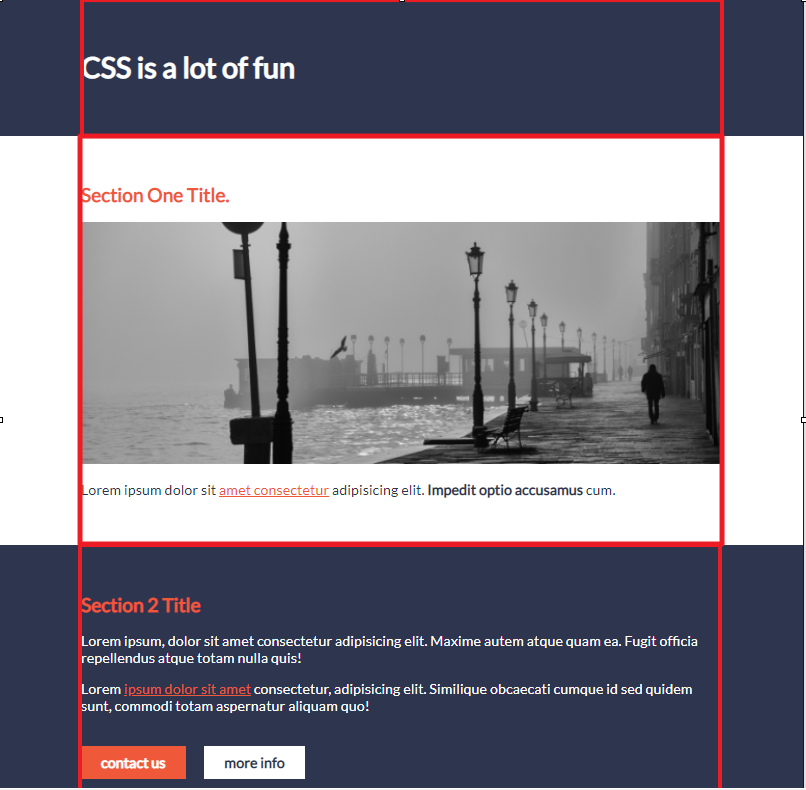 CSS is a lot of fun
Section One Title.
Lorem ipsum dolor sit amet consectetur adipisicing elit. Impedit optio accusamus cum.
Section 2 Title
Lorem ipsum, dolor sit amet consectetur adipisicing elit. Maxime autem atque quam ea. Fugit officia
repellendus atque totam nulla quis!
Lorem ipsum dolor sit amet consectetur, adipisicing elit. Similique obcaecati cumque id sed quidem
sunt, commodi totam aspernatur aliquam quo!
contact us
more info